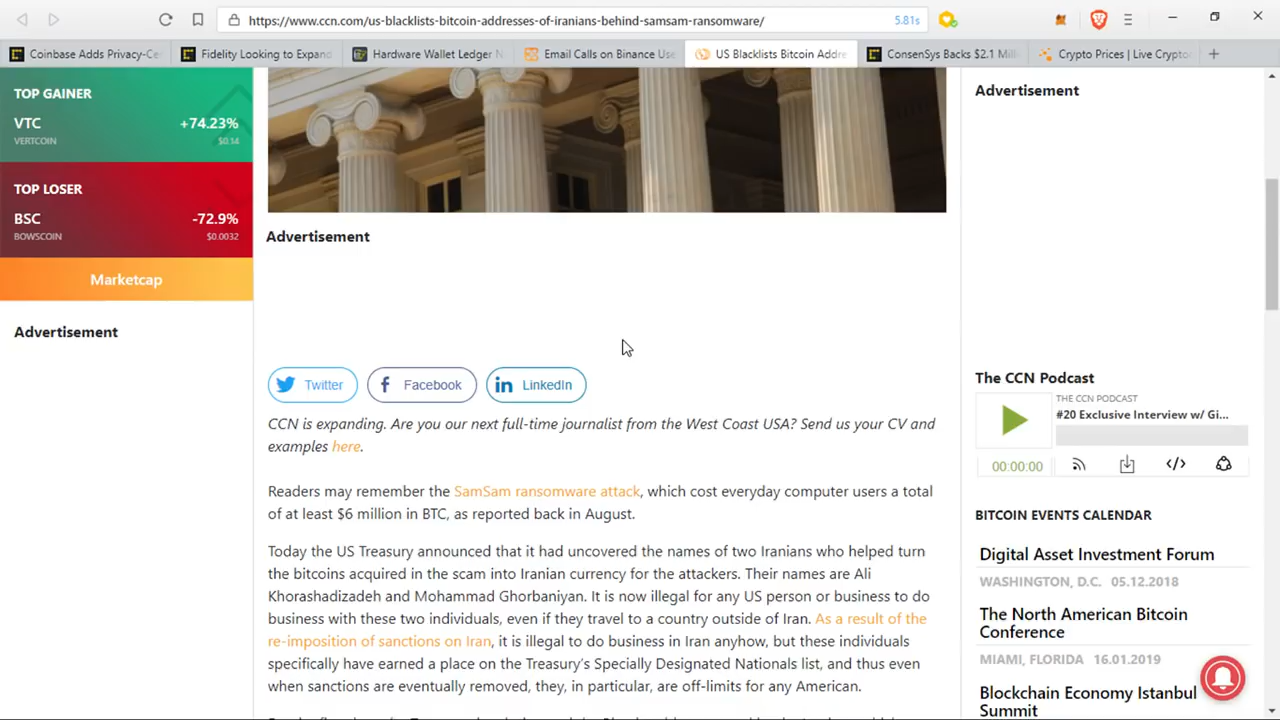 https://www.ccn.com/us-blacklists-bitcoin-addresses-of-iranians-behind-samsam-ransomware/
5.81s
Coinbase Adds Privacy-Ce
Fidelity Looking to Expand
Hardware Wallet Ledger N
Email Calls on Binance Use
US Blacklists Bitcoin Addre
ConsenSys Backs $2.1 Mill
Crypto Prices | Live Cryptoc
TOP GAINER
VTC +74.23%
VERTCOIN $0.34
TOP LOSER
BSC -72.9%
BOWSCOIN $0.0032
Marketcap
Advertisement
Advertisement
Twitter
Facebook
LinkedIn
CCN is expanding. Are you our next full-time journalist from the West Coast USA? Send us your CV and
examples here.
Readers may remember the SamSam ransomware attack, which cost everyday computer users a total
of at least $6 million in BTC, as reported back in August.
Today the US Treasury announced that it had uncovered the names of two Iranians who helped turn
the bitcoins acquired in the scam into Iranian currency for the attackers. Their names are Ali
Khorashadizadeh and Mohammad Ghorbaniyan. It is now illegal for any US person or business to do
business with these two individuals, even if they travel to a country outside of Iran. As a result of the
re-imposition of sanctions on Iran, it is illegal to do business in Iran anyhow, but these individuals
specifically have earned a place on the Treasury's Specially Designated Nationals list, and thus even
when sanctions are eventually removed, they, in particular, are off-limits for any American.
Advertisement
The CCN Podcast
THE CCN PODCAST
#20 Exclusive Interview w/ Gi...
00:00:00
BITCOIN EVENTS CALENDAR
Digital Asset Investment Forum
WASHINGTON, D.C. 05.12.2018
The North American Bitcoin
Conference
MIAMI, FLORIDA 16.01.2019
Blockchain Economy Istanbul
Summit